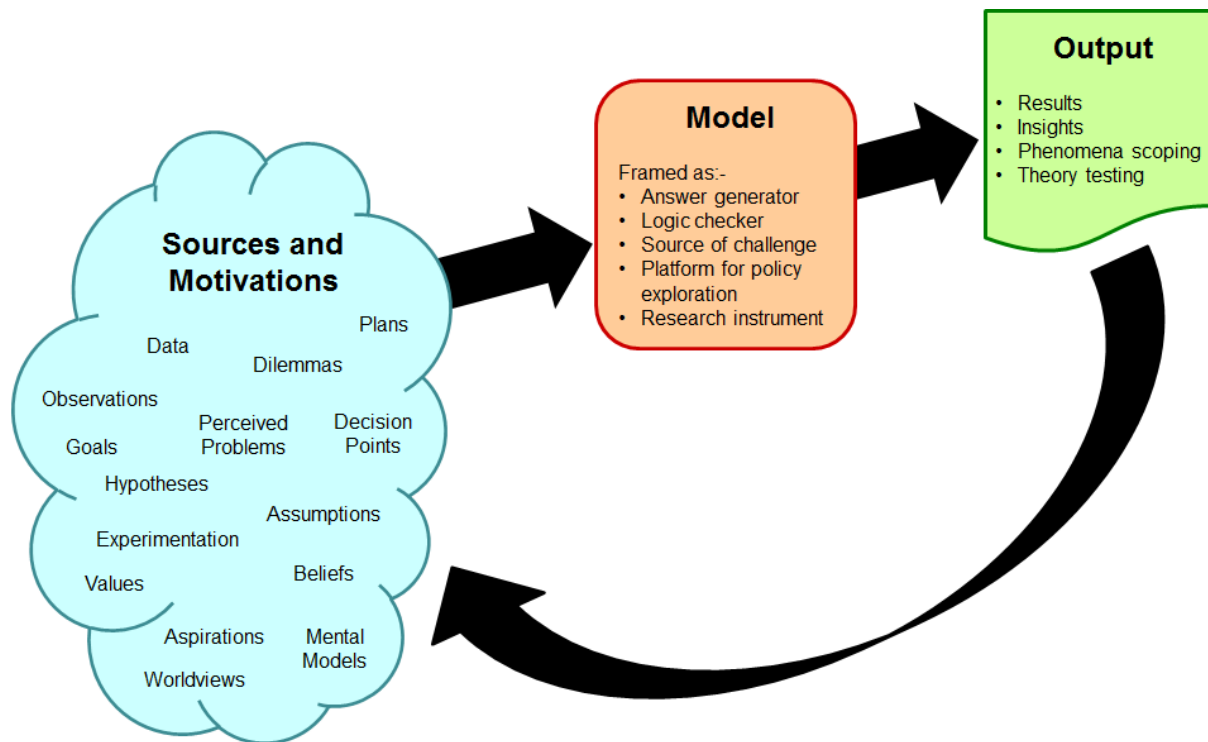 Sources and
Motivations
Plans
Data
Dilemmas
Observations
Perceived
Problems
Decision
Points
Goals
Hypotheses
Assumptions
Experimentation
Values
Beliefs
Aspirations
Mental
Models
Worldviews
Model
Framed as:-
• Answer generator
• Logic checker
• Source of challenge
• Platform for policy
exploration
• Research instrument
Output
• Results
• Insights
• Phenomena scoping
• Theory testing